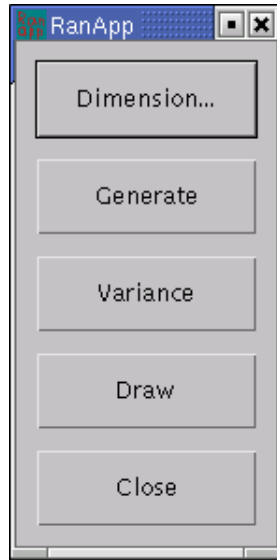 RanApp
Dimension...
Generate
Variance
Draw
Close